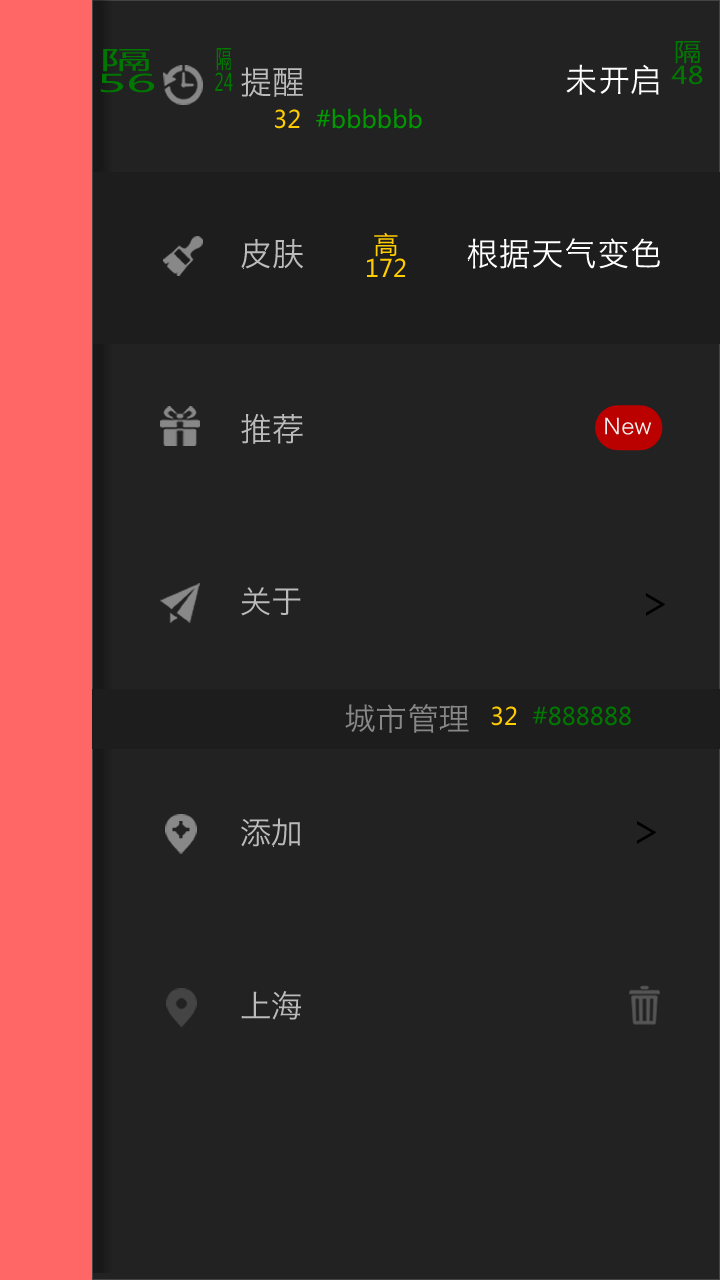 隔 56
隔 24
提醒
未开启
隔 48
32 #bbbbbb
皮肤
高 172
根据天气变色
推荐
New
关于
>
城市管理 32 #888888
添加
>
上海